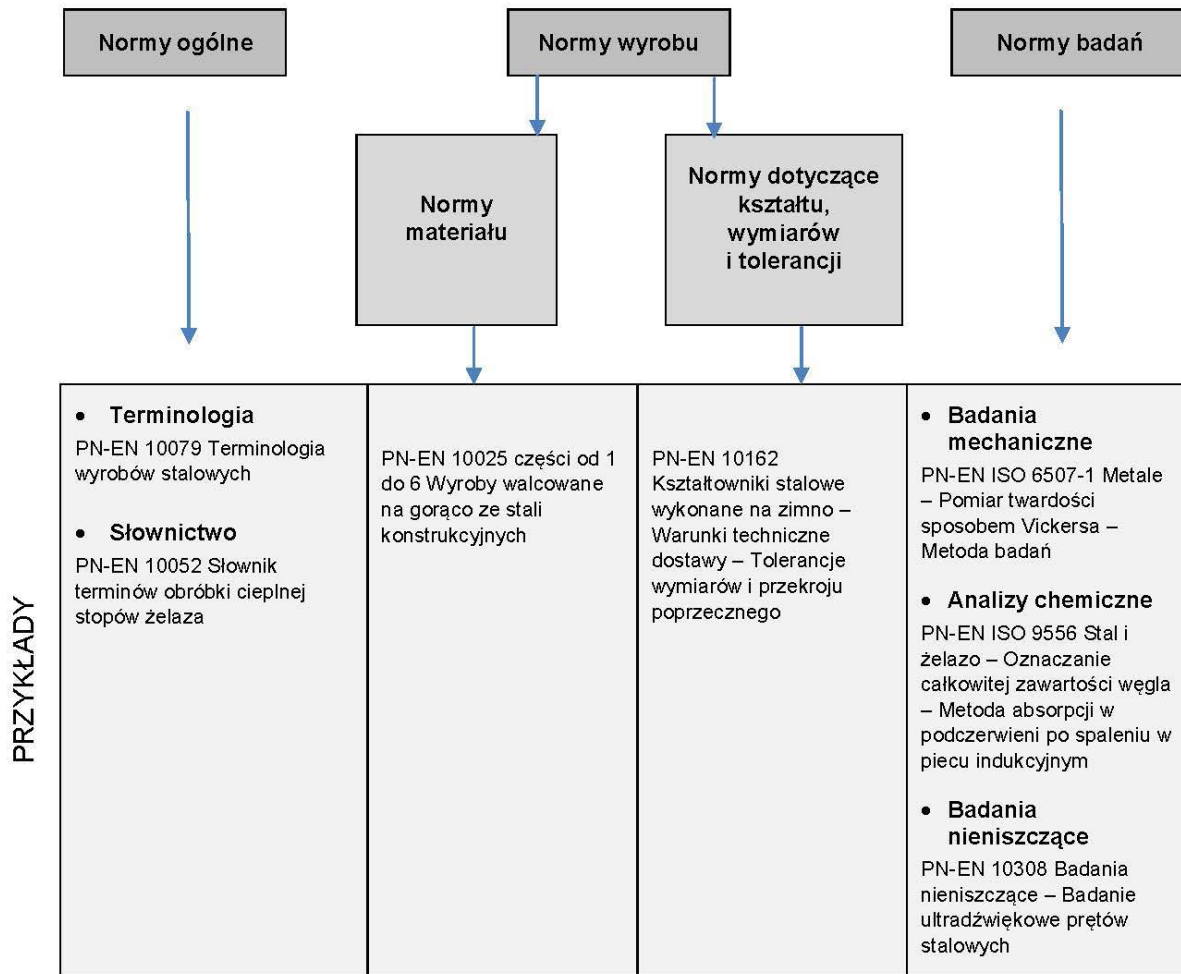 Normy ogólne
Normy wyrobu
Normy badań
Normy
materiału
Normy dotyczące
kształtu,
wymiarów
i tolerancji
PRZYKŁADY
• Terminologia
PN-EN 10079 Terminologia
wyrobów stalowych
• Słownictwo
PN-EN 10052 Słownik
terminów obróbki cieplnej
stopów żelaza
PN-EN 10025 części od 1
do 6 Wyroby walcowane
na gorąco ze stali
konstrukcyjnych
PN-EN 10162
Kształtowniki stalowe
wykonane na zimno –
Warunki techniczne
dostawy – Tolerancje
wymiarów i przekroju
poprzecznego
• Badania
mechaniczne
PN-EN ISO 6507-1 Metale
– Pomiar twardości
sposobem Vickersa –
Metoda badań
• Analizy chemiczne
PN-EN ISO 9556 Stal i
żelazo – Oznaczanie
całkowitej zawartości węgla
– Metoda absorpcji w
podczerwieni po spaleniu w
piecu indukcyjnym
• Badania
nieniszczące
PN-EN 10308 Badania
nieniszczące – Badanie
ultradźwiękowe prętów
stalowych